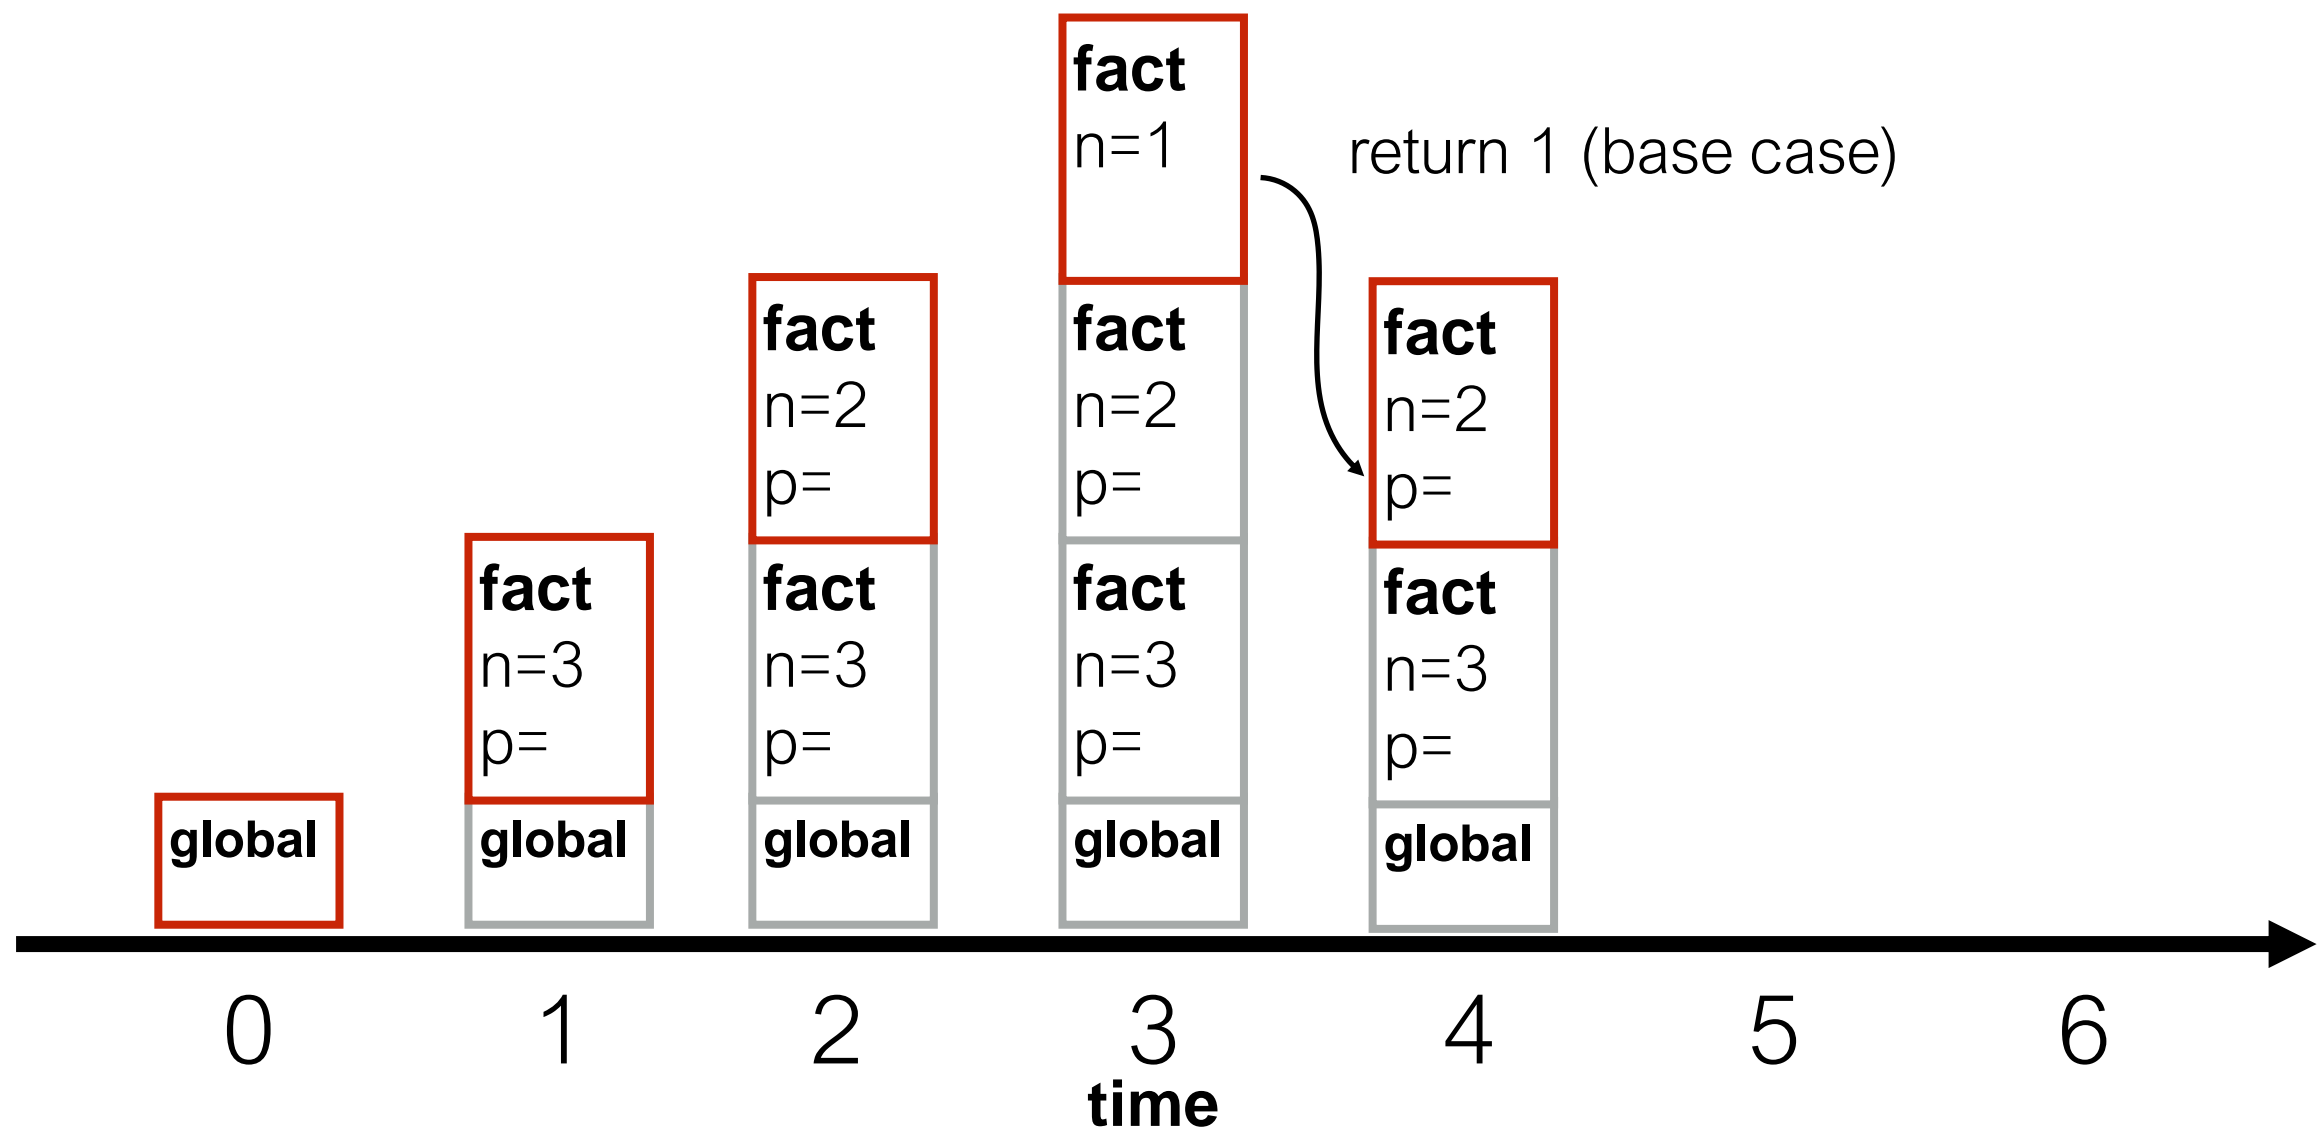 fact
n=1
return 1 (base case)
fact
n=2
p=
fact
n=2
p=
fact
n=2
p=
fact
n=3
p=
fact
n=3
p=
fact
n=3
p=
fact
n=3
p=
global
global
global
global
global
0
1
2
3
4
5
6
time